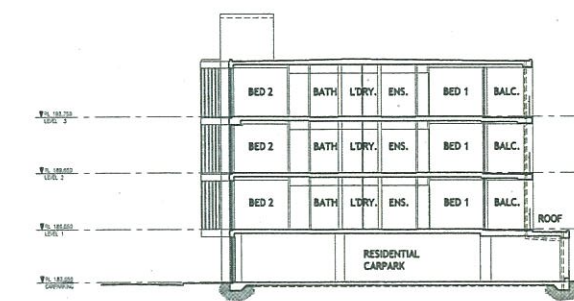 BED 2 BATH L'DRY. ENS. BED 1 BALC.
LEVEL 3
BED 2 BATH L'DRY. ENS. BED 1 BALC.
LEVEL 2
BED 2 BATH L'DRY. ENS. BED 1 BALC.
ROOF
LEVEL 1
RESIDENTIAL
CARPARK